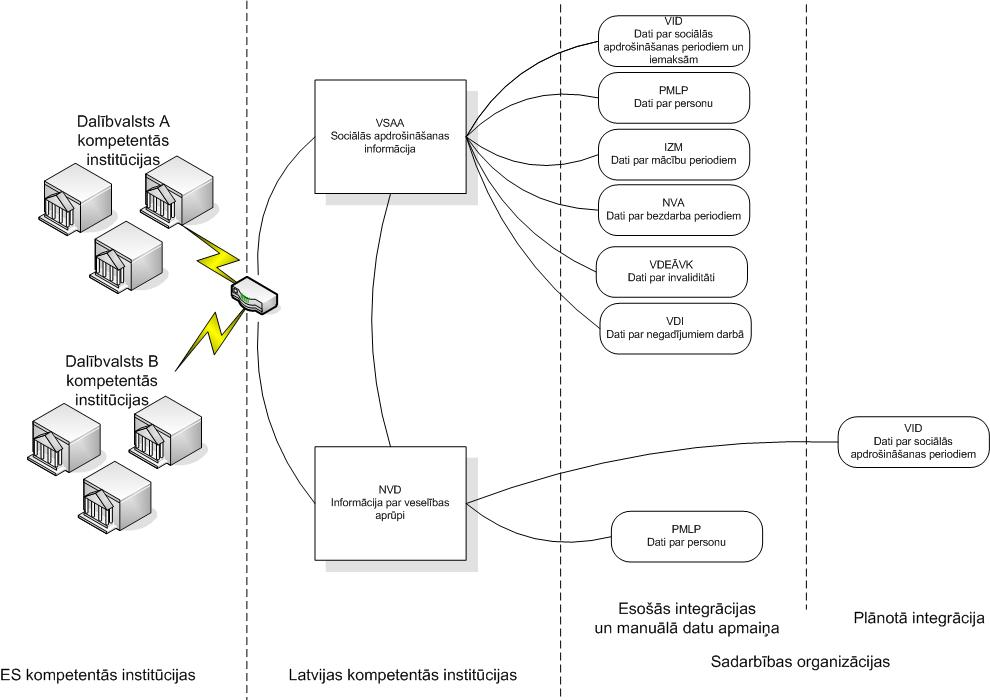 Dalībvalsts A
kompetentās
institūcijas
Dalībvalsts B
kompetentās
institūcijas
VSAA
Sociālās apdrošināšanas
informācija
NVD
Informācija par veselības
aprūpi
VID
Dati par sociālās
apdrošināšanas periodiem un
iemaksām
PMLP
Dati par personu
IZM
Dati par mācību periodiem
NVA
Dati par bezdarba periodiem
VDEĀVK
Dati par invaliditāti
VDI
Dati par negadījumiem darbā
VID
Dati par sociālās
apdrošināšanas periodiem
PMLP
Dati par personu
Esošās integrācijas
un manuālā datu apmaiņa
Plānotā integrācija
Sadarbības organizācijas
ES kompetentās institūcijas
Latvijas kompetentās institūcijas